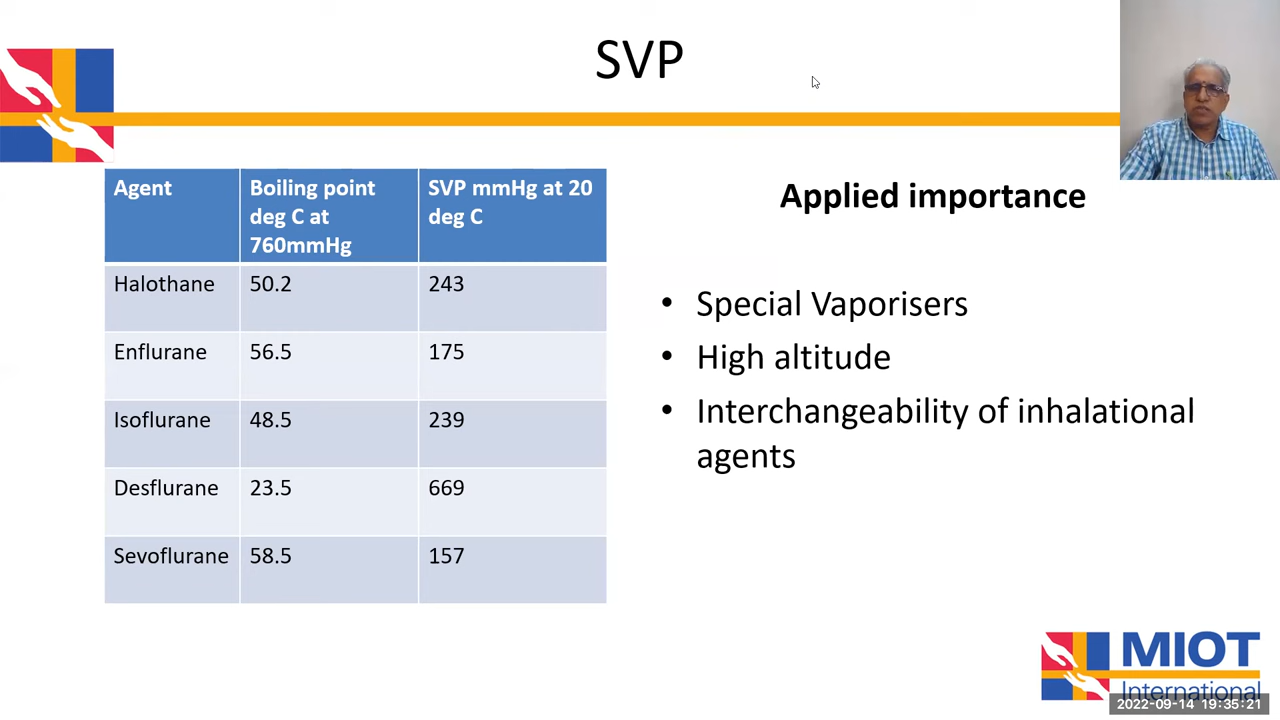 SVP
Agent
Boiling point
deg C at
760mmHg
SVP mmHg at 20
deg C
Halothane 50.2 243
Enflurane 56.5 175
Isoflurane 48.5 239
Desflurane 23.5 669
Sevoflurane 58.5 157
Applied importance
• Special Vaporisers
• High altitude
• Interchangeability of inhalational
agents
MIOT
International
2022-09-14 19:35:21